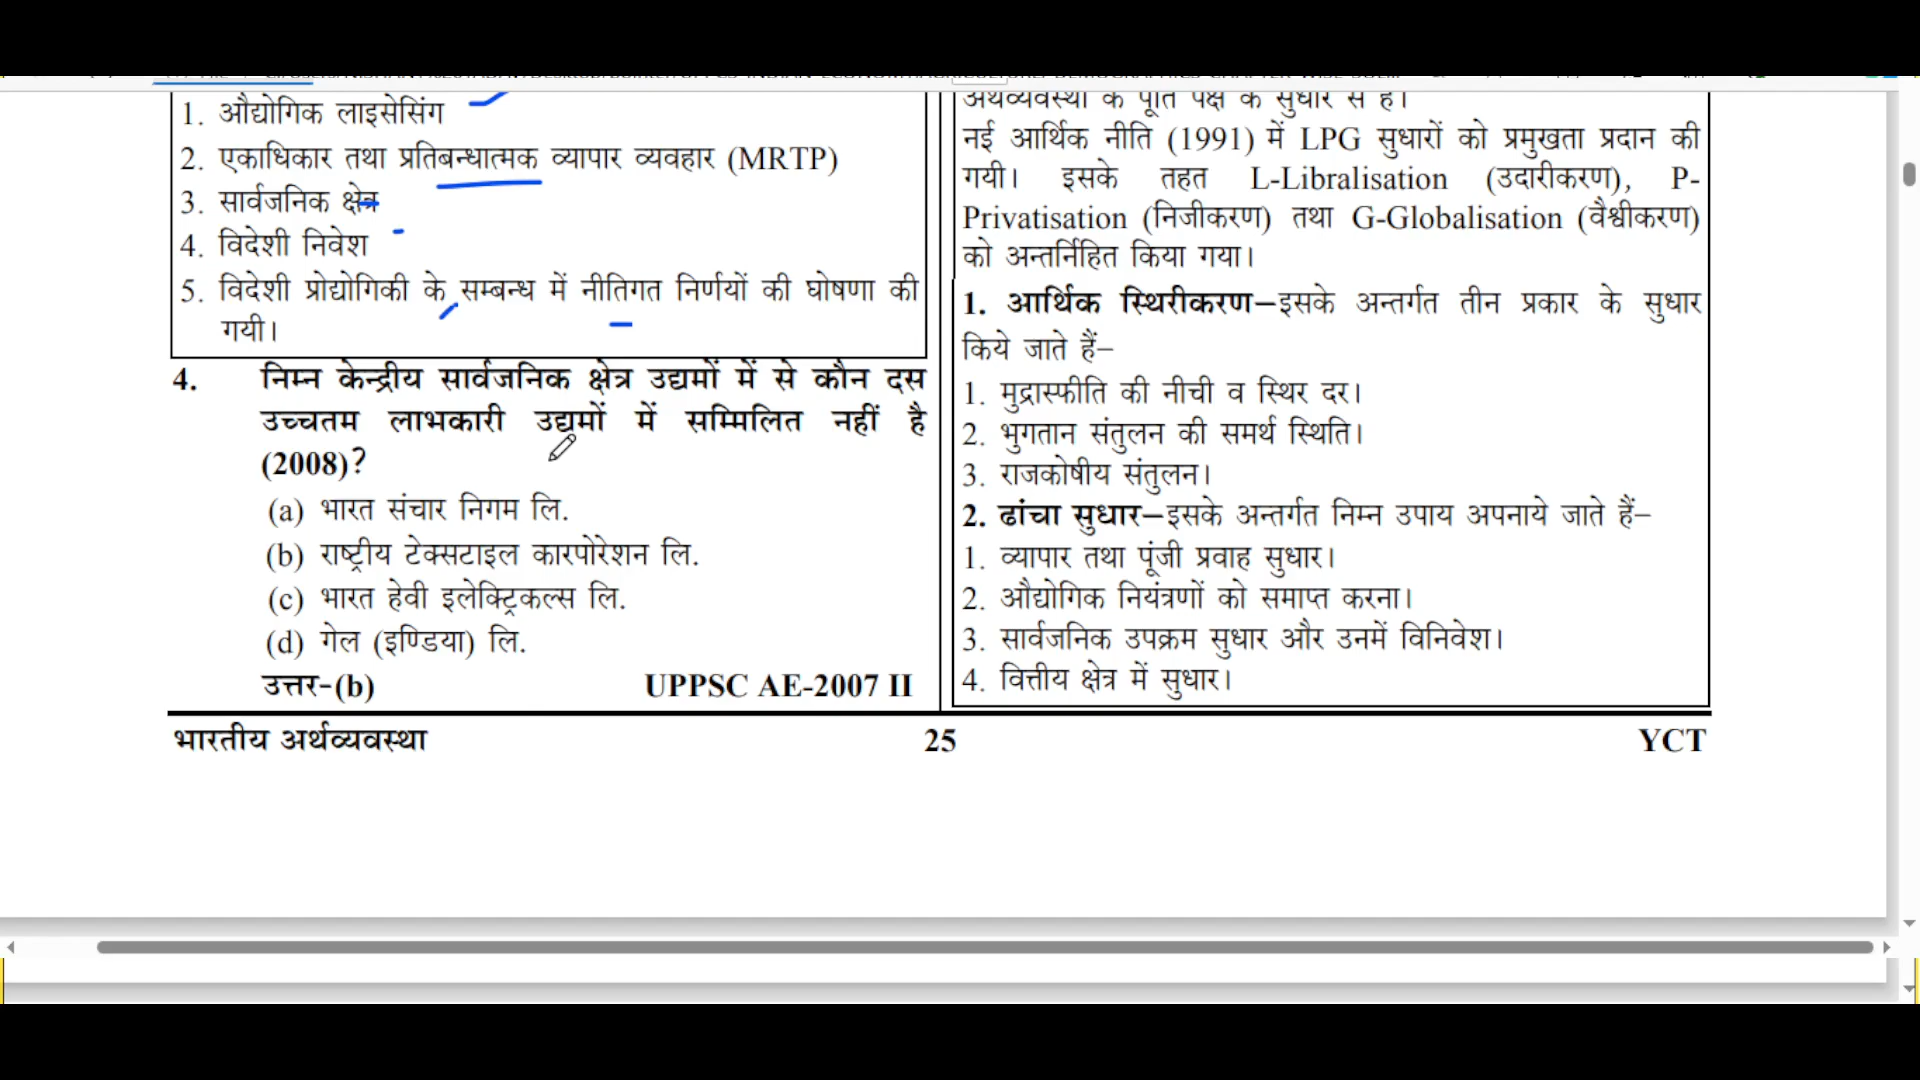 1. औद्योगिक लाइसेसिंग
2. एकाधिकार तथा प्रतिबन्धात्मक व्यापार व्यवहार (MRTP)
3. सार्वजनिक क्षेत्र
4. विदेशी निवेश
5. विदेशी प्रोद्योगिकी के सम्बन्ध में नीतिगत निर्णयों की घोषणा की
गयी।
4. निम्न केन्द्रीय सार्वजनिक क्षेत्र उद्यमों में से कौन दस
उच्चतम लाभकारी उद्यमों में सम्मिलित नहीं है
(2008)?
(a) भारत संचार निगम लि.
(b) राष्ट्रीय टेक्सटाइल कारपोरेशन लि.
(c) भारत हेवी इलेक्ट्रिकल्स लि.
(d) गेल (इण्डिया) लि.
उत्तर-(b) UPPSC AE-2007 II
अर्थव्यवस्था के पूर्ति पक्ष के सुधार से है।
नई आर्थिक नीति (1991) में LPG सुधारों को प्रमुखता प्रदान की
गयी। इसके तहत L-Libralisation (उदारीकरण), P-
Privatisation (निजीकरण) तथा G-Globalisation (वैश्वीकरण)
को अन्तर्निहित किया गया।
1. आर्थिक स्थिरीकरण–इसके अन्तर्गत तीन प्रकार के सुधार
किये जाते हैं–
1. मुद्रास्फीति की नीची व स्थिर दर।
2. भुगतान संतुलन की समर्थ स्थिति।
3. राजकोषीय संतुलन।
2. ढांचा सुधार–इसके अन्तर्गत निम्न उपाय अपनाये जाते हैं–
1. व्यापार तथा पूंजी प्रवाह सुधार।
2. औद्योगिक नियंत्रणों को समाप्त करना।
3. सार्वजनिक उपक्रम सुधार और उनमें विनिवेश।
4. वित्तीय क्षेत्र में सुधार।
भारतीय अर्थव्यवस्था 25 YCT